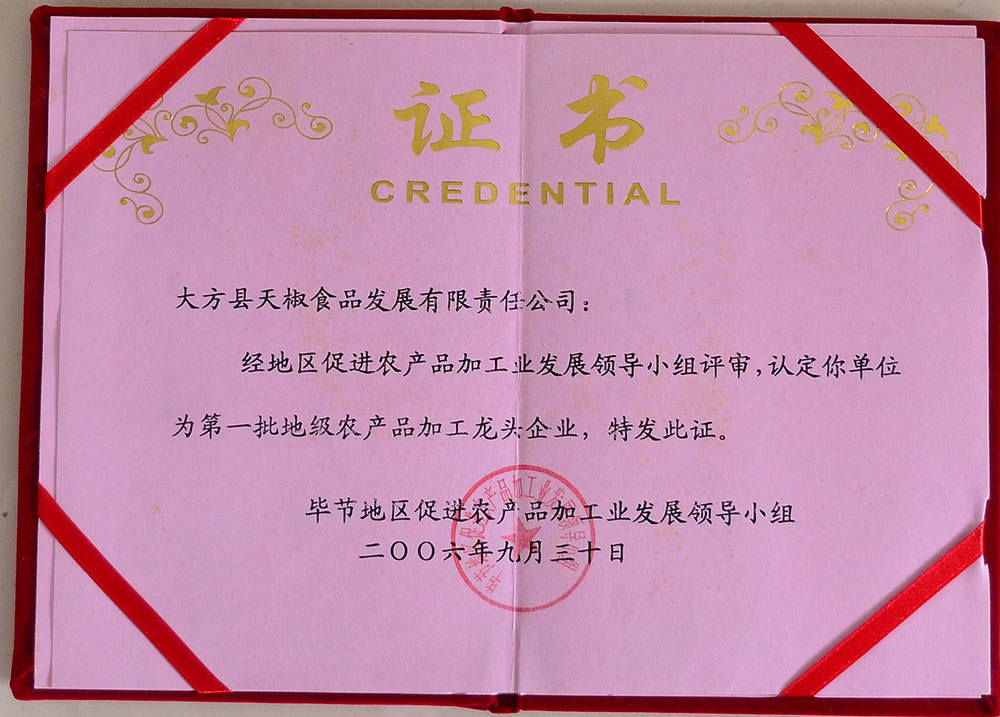 证书
CREDENTIAL
大方县天椒食品发展有限责任公司：
经地区促进农产品加工业发展领导小组评审，认定你单位
为第一批地级农产品加工龙头企业，特发此证。
毕节地区促进农产品加工业发展领导小组
二〇〇六年九月三十日